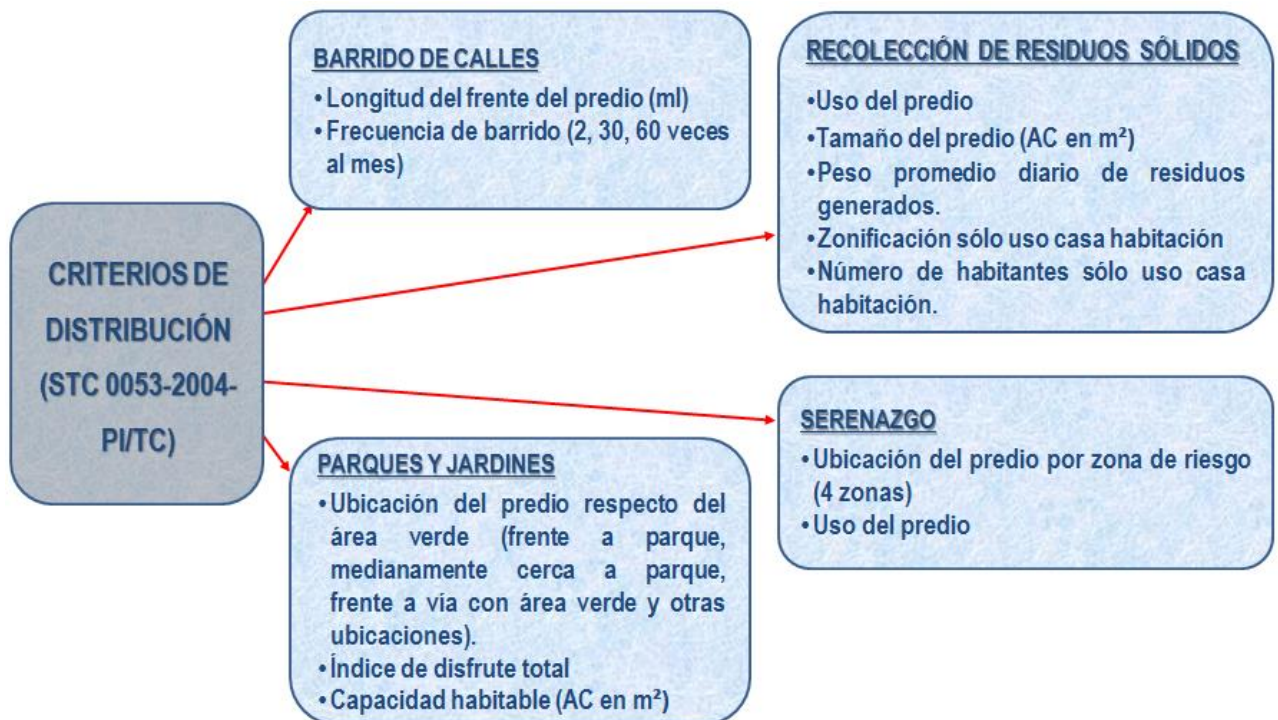 CRITERIOS DE
DISTRIBUCIÓN
(STC 0053-2004-
PI/TC)
BARRIDO DE CALLES
• Longitud del frente del predio (ml)
• Frecuencia de barrido (2, 30, 60 veces
al mes)
RECOLECCIÓN DE RESIDUOS SÓLIDOS
•Uso del predio
•Tamaño del predio (AC en m²)
•Peso promedio diario de residuos
generados.
•Zonificación sólo uso casa habitación
•Número de habitantes sólo uso casa
habitación.
PARQUES Y JARDINES
•Ubicación del predio respecto del
área verde (frente a parque,
medianamente cerca a parque,
frente a vía con área verde y otras
ubicaciones).
•Índice de disfrute total
•Capacidad habitable (AC en m²)
SERENAZGO
•Ubicación del predio por zona de riesgo
(4 zonas)
•Uso del predio